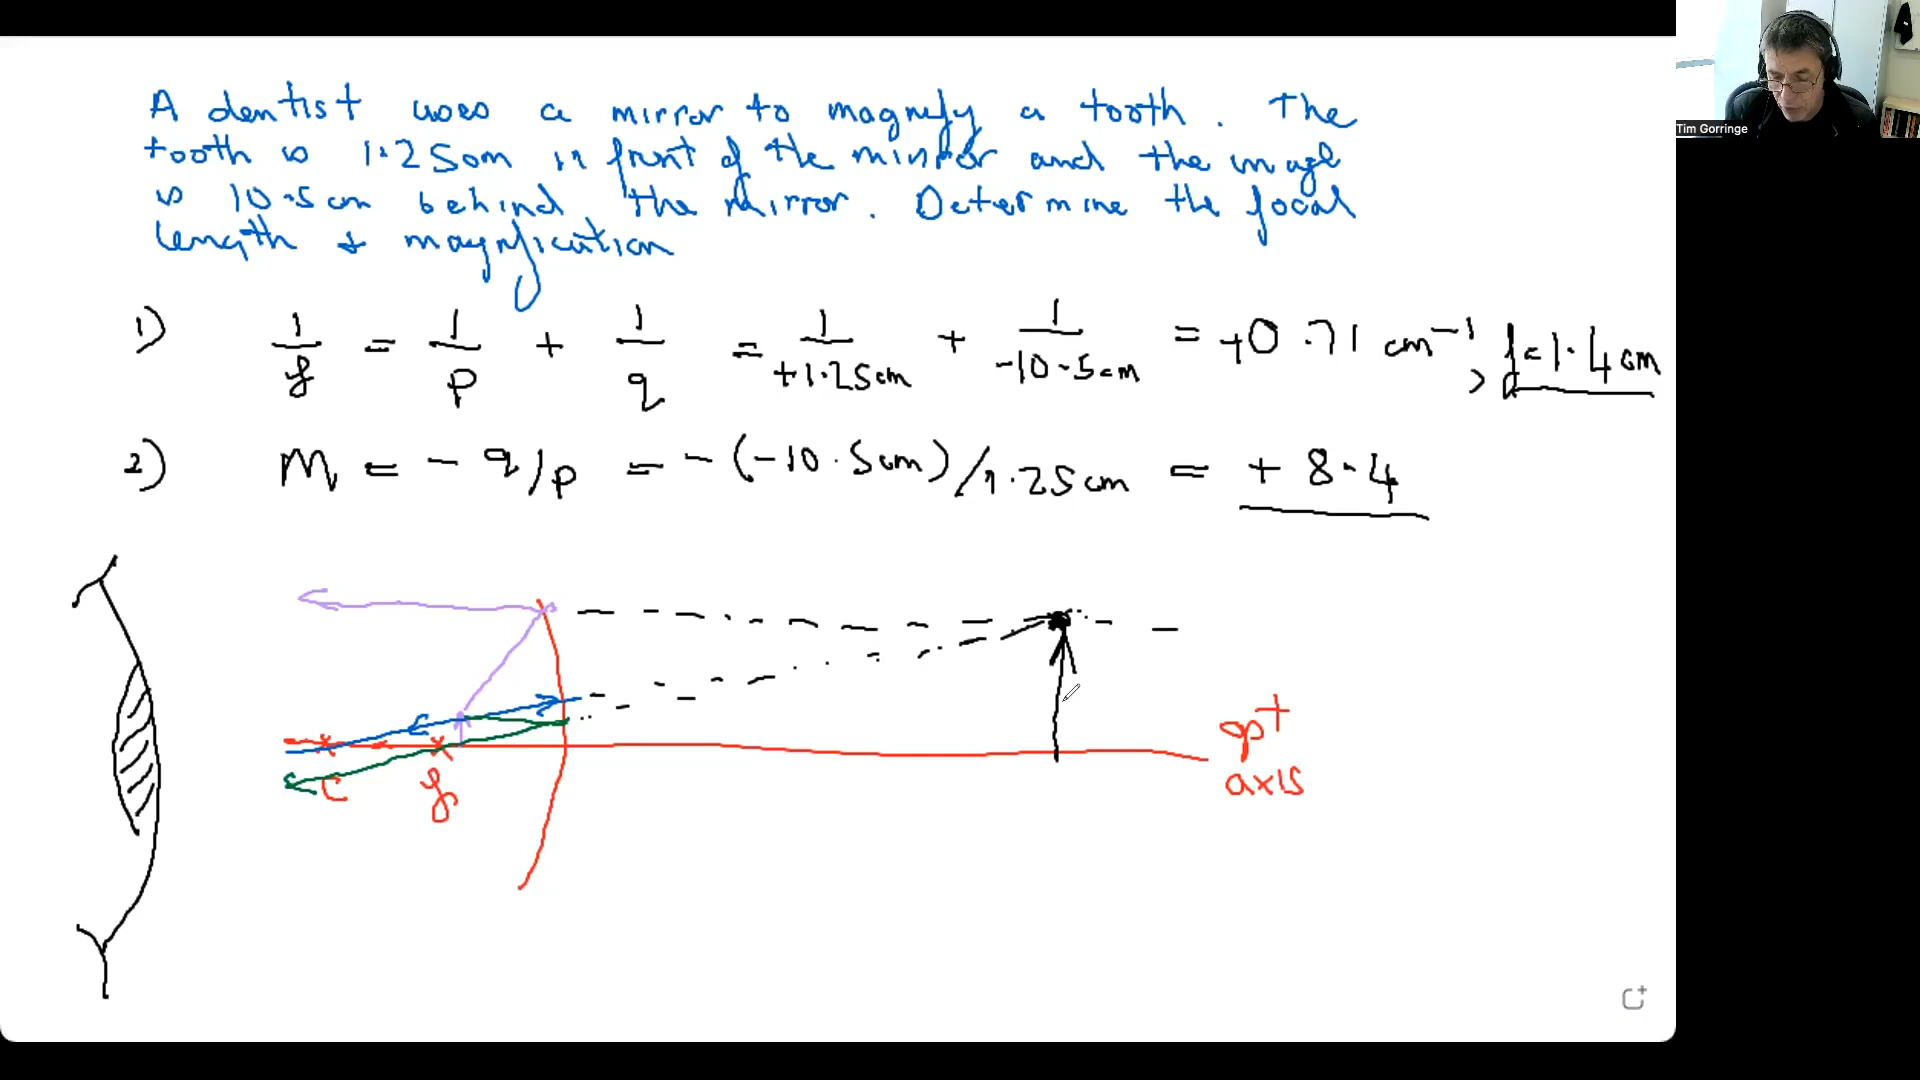 A dentist uses a mirror to magnify a tooth. The
tooth is 1.25cm in front of the mirror and the image
is 10.5cm behind the mirror. Determine the focal
length + magnification
1) 1/f = 1/p + 1/q = 1/+1.25cm + 1/-10.5cm = +0.71 cm⁻¹, f=1.4cm
2) M = - q/p = - (-10.5cm)/1.25cm = + 8.4
opt
axis
C
f
Tim Gorringe